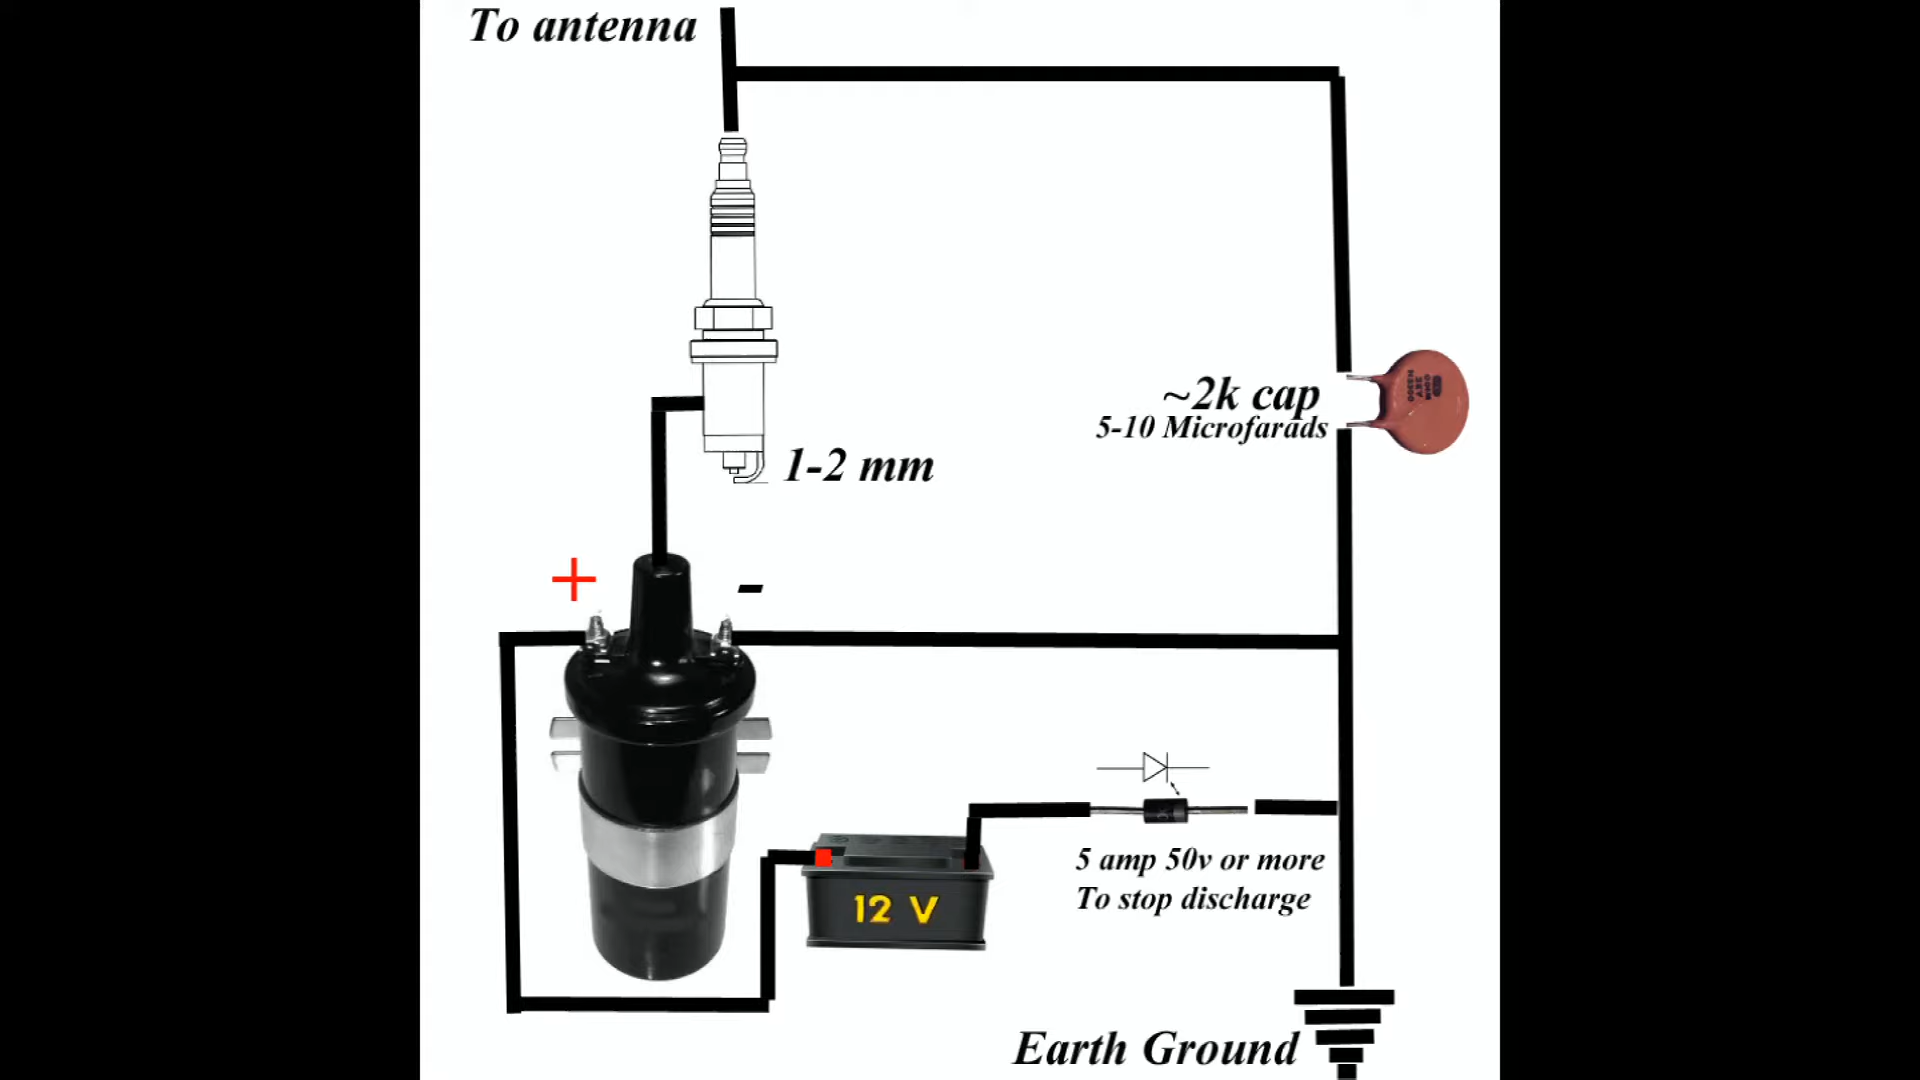 To antenna
~2k cap
5-10 Microfarads
1-2 mm
+
-
5 amp 50v or more
To stop discharge
12 V
Earth Ground